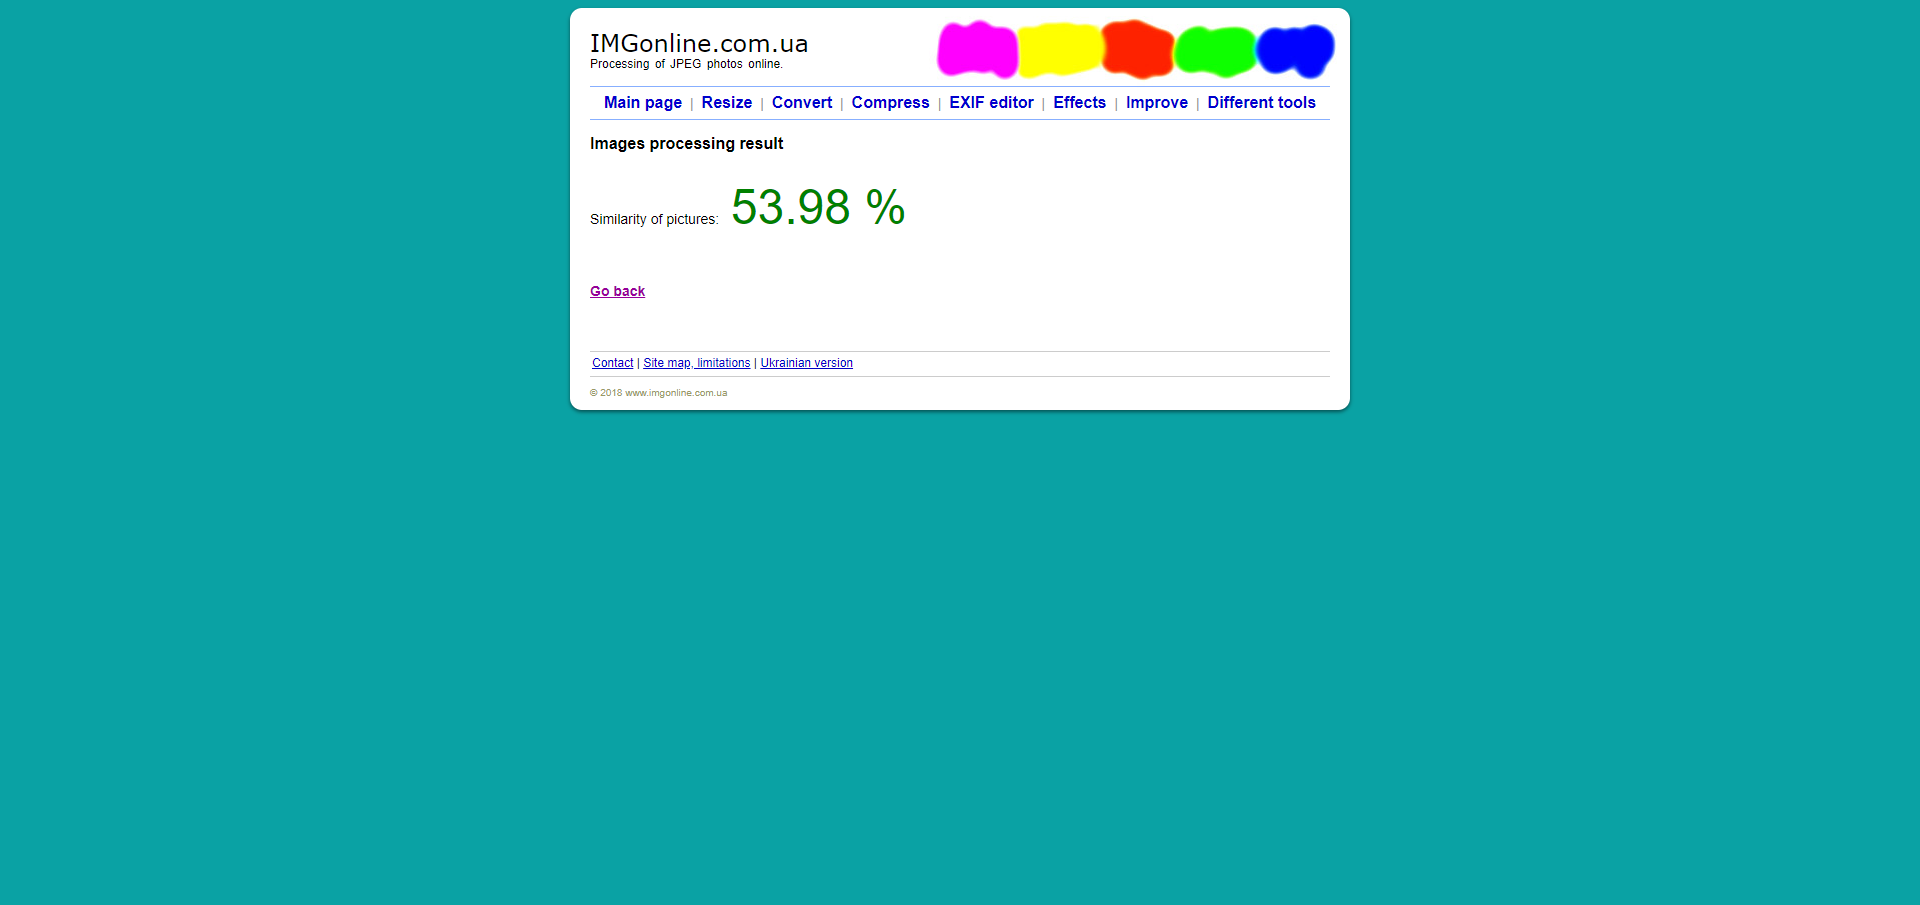 IMGonline.com.ua
Processing of JPEG photos online.
Main page | Resize | Convert | Compress | EXIF editor | Effects | Improve | Different tools
Images processing result
Similarity of pictures: 53.98 %
Go back
Contact | Site map, limitations | Ukrainian version
© 2018 www.imgonline.com.ua